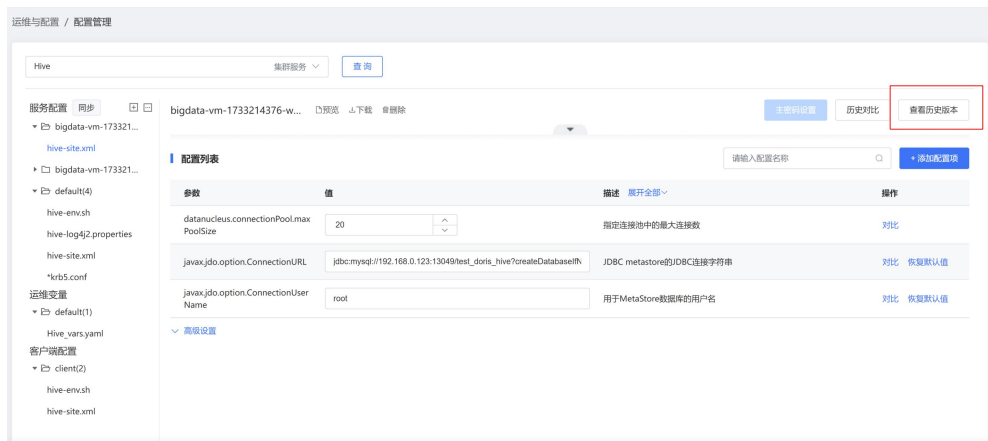 运维与配置 / 配置管理
Hive 集群服务 查 询
服务配置 同步
bigdata-vm-173321...
hive-site.xml
bigdata-vm-173321...
default(4)
hive-env.sh
hive-log4j2.properties
hive-site.xml
*krb5.conf
运维变量
default(1)
Hive_vars.yaml
客户端配置
client(2)
hive-env.sh
hive-site.xml
bigdata-vm-1733214376-w... 预览 下载 删除 主密码设置 历史对比 查看历史版本
配置列表 请输入配置名称 + 添加配置项
参数 值 描述 展开全部 操作
datanucleus.connectionPool.max
PoolSize
20 指定连接池中的最大连接数 对比
javax.jdo.option.ConnectionURL jdbc:mysql://192.168.0.123:13049/test_doris_hive?createDatabaseIfN JDBC metastore的JDBC连接字符串 对比 恢复默认值
javax.jdo.option.ConnectionUser
Name
root 用于MetaStore数据库的用户名 对比 恢复默认值
高级设置